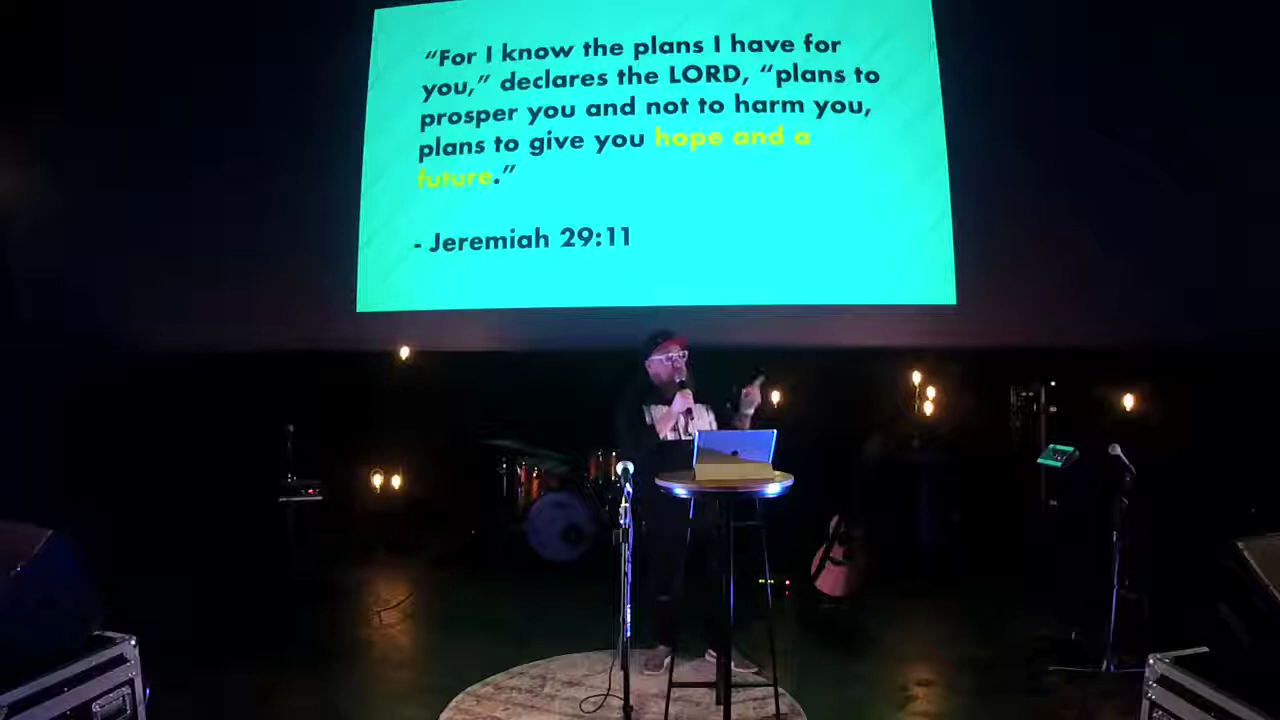 “For I know the plans I have for
you,” declares the LORD, “plans to
prosper you and not to harm you,
plans to give you hope and a
future.”
- Jeremiah 29:11